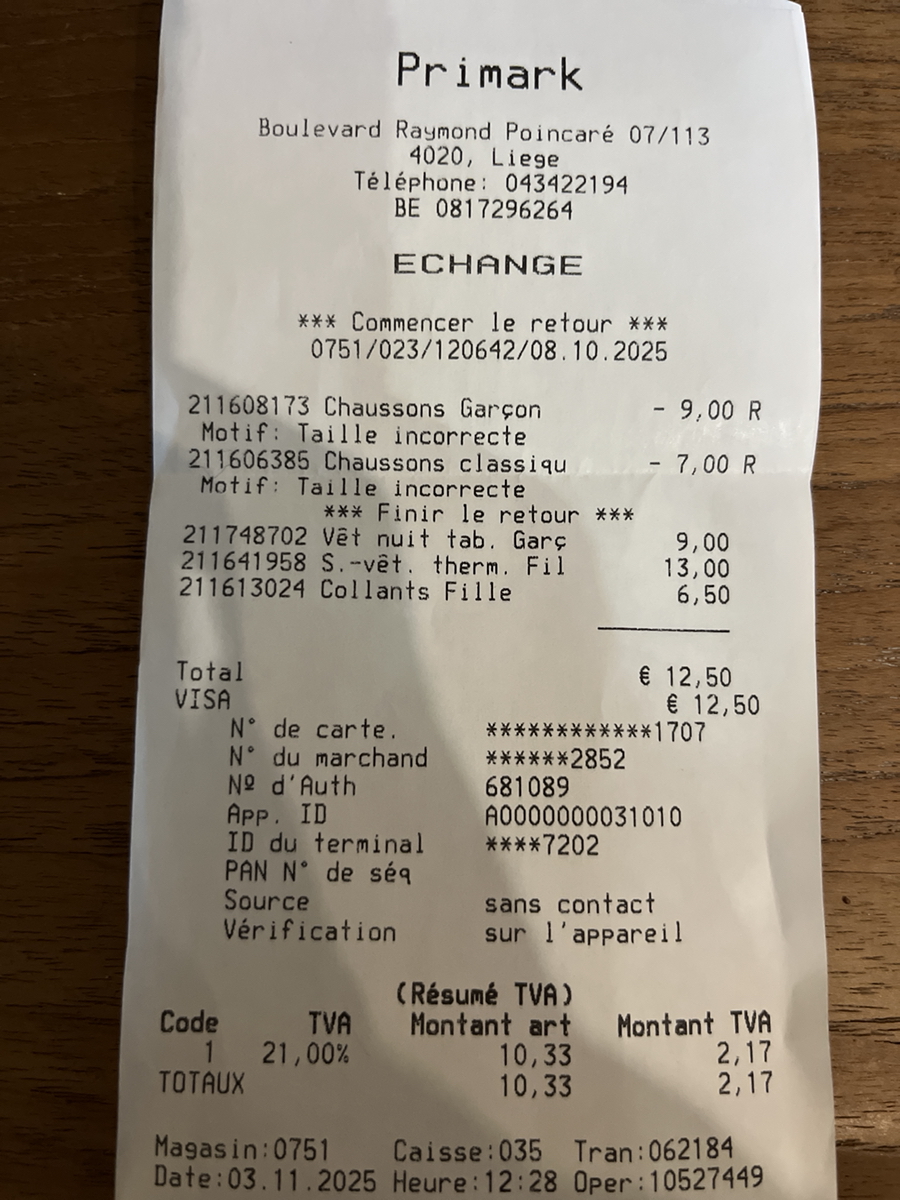 Primark
Boulevard Raymond Poincaré 07/113
4020, Liege
Téléphone: 043422194
BE 0817296264
ECHANGE
*** Commencer le retour ***
0751/023/120642/08.10.2025
211608173 Chaussons Garçon - 9,00 R
Motif: Taille incorrecte
211606385 Chaussons classiqu - 7,00 R
Motif: Taille incorrecte
*** Finir le retour ***
211748702 Vêt nuit tab. Garç 9,00
211641958 S.-vêt. therm. Fil 13,00
211613024 Collants Fille 6,50
Total € 12,50
VISA € 12,50
N° de carte. ************1707
N° du marchand ******2852
Nº d'Auth 681089
App. ID A0000000031010
ID du terminal ****7202
PAN N° de séq
Source sans contact
Vérification sur l'appareil
(Résumé TVA)
Code TVA Montant art Montant TVA
1 21,00% 10,33 2,17
TOTAUX 10,33 2,17
Magasin:0751 Caisse:035 Tran:062184
Date:03.11.2025 Heure:12:28 Oper:10527449